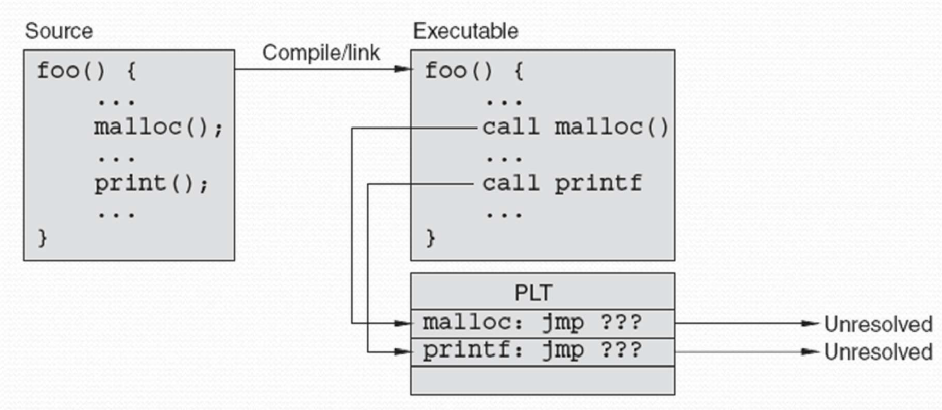 Source
foo() {
...
malloc();
...
print();
...
}
Compile/link
Executable
foo() {
...
call malloc()
...
call printf
...
}
PLT
malloc: jmp ???
printf: jmp ???
Unresolved
Unresolved